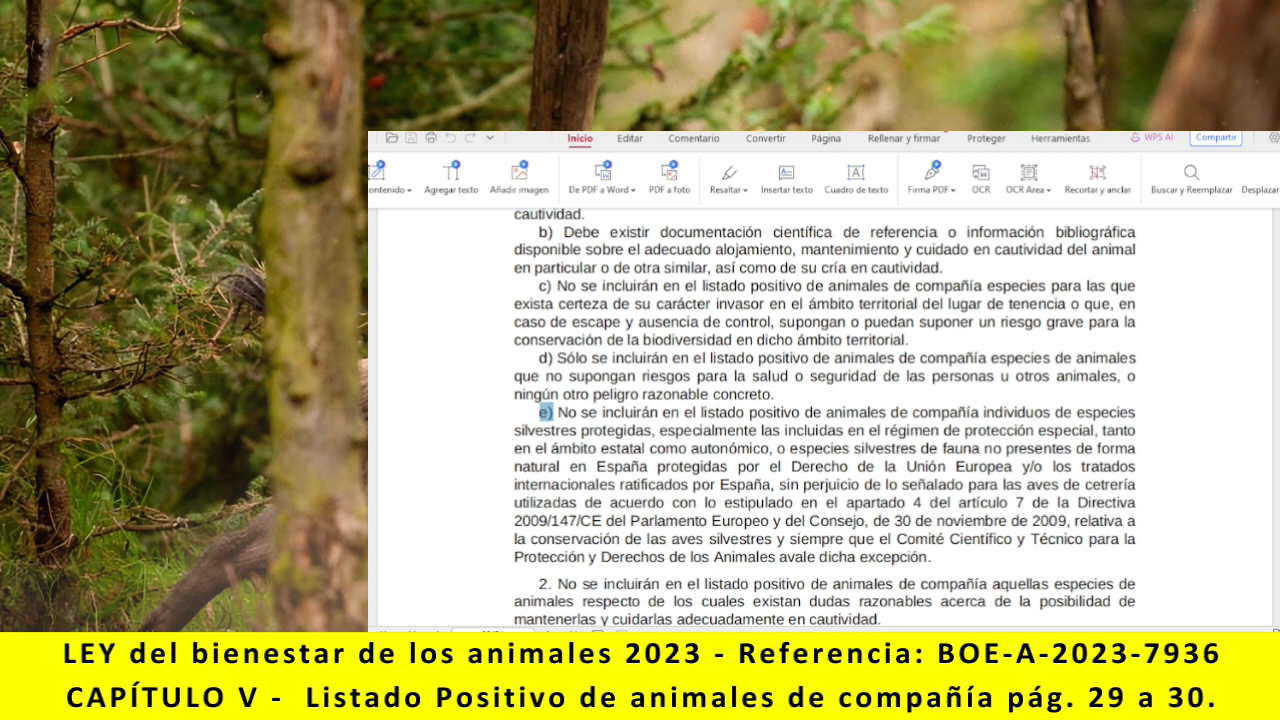 Inicio Editar Comentario Convertir Página Rellenar y firmar Proteger Herramientas WPS AI Compartir
ontenido Agregar texto Añadir imagen De PDF a Word PDF a foto Resaltar Insertar texto Cuadro de texto Firma PDF OCR OCR Area Recortar y anclar Buscar y Reemplazar Desplazar
cautividad.
b) Debe existir documentación científica de referencia o información bibliográfica
disponible sobre el adecuado alojamiento, mantenimiento y cuidado en cautividad del animal
en particular o de otra similar, así como de su cría en cautividad.
c) No se incluirán en el listado positivo de animales de compañía especies para las que
exista certeza de su carácter invasor en el ámbito territorial del lugar de tenencia o que, en
caso de escape y ausencia de control, supongan o puedan suponer un riesgo grave para la
conservación de la biodiversidad en dicho ámbito territorial.
d) Sólo se incluirán en el listado positivo de animales de compañía especies de animales
que no supongan riesgos para la salud o seguridad de las personas u otros animales, o
ningún otro peligro razonable concreto.
e) No se incluirán en el listado positivo de animales de compañía individuos de especies
silvestres protegidas, especialmente las incluidas en el régimen de protección especial, tanto
en el ámbito estatal como autonómico, o especies silvestres de fauna no presentes de forma
natural en España protegidas por el Derecho de la Unión Europea y/o los tratados
internacionales ratificados por España, sin perjuicio de lo señalado para las aves de cetrería
utilizadas de acuerdo con lo estipulado en el apartado 4 del artículo 7 de la Directiva
2009/147/CE del Parlamento Europeo y del Consejo, de 30 de noviembre de 2009, relativa a
la conservación de las aves silvestres y siempre que el Comité Científico y Técnico para la
Protección y Derechos de los Animales avale dicha excepción.
2. No se incluirán en el listado positivo de animales de compañía aquellas especies de
animales respecto de los cuales existan dudas razonables acerca de la posibilidad de
mantenerlas y cuidarlas adecuadamente en cautividad.
LEY del bienestar de los animales 2023 - Referencia: BOE-A-2023-7936
CAPÍTULO V - Listado Positivo de animales de compañía pág. 29 a 30.